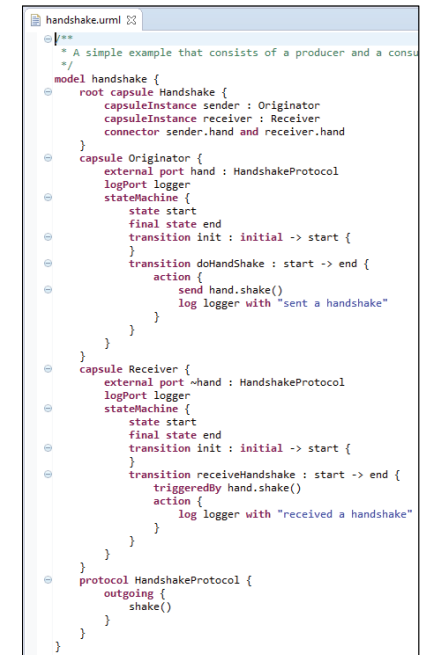 handshake.urml
/**
 * A simple example that consists of a producer and a consu
 */
model handshake {
    root capsule Handshake {
        capsuleInstance sender : Originator
        capsuleInstance receiver : Receiver
        connector sender.hand and receiver.hand
    }
    capsule Originator {
        external port hand : HandshakeProtocol
        logPort logger
        stateMachine {
            state start
            final state end
            transition init : initial -> start {
            }
            transition doHandShake : start -> end {
                action {
                    send hand.shake()
                    log logger with "sent a handshake"
                }
            }
        }
    }
    capsule Receiver {
        external port ~hand : HandshakeProtocol
        logPort logger
        stateMachine {
            state start
            final state end
            transition init : initial -> start {
            }
            transition receiveHandshake : start -> end {
                triggeredBy hand.shake()
                action {
                    log logger with "received a handshake"
                }
            }
        }
    }
    protocol HandshakeProtocol {
        outgoing {
            shake()
        }
    }
}